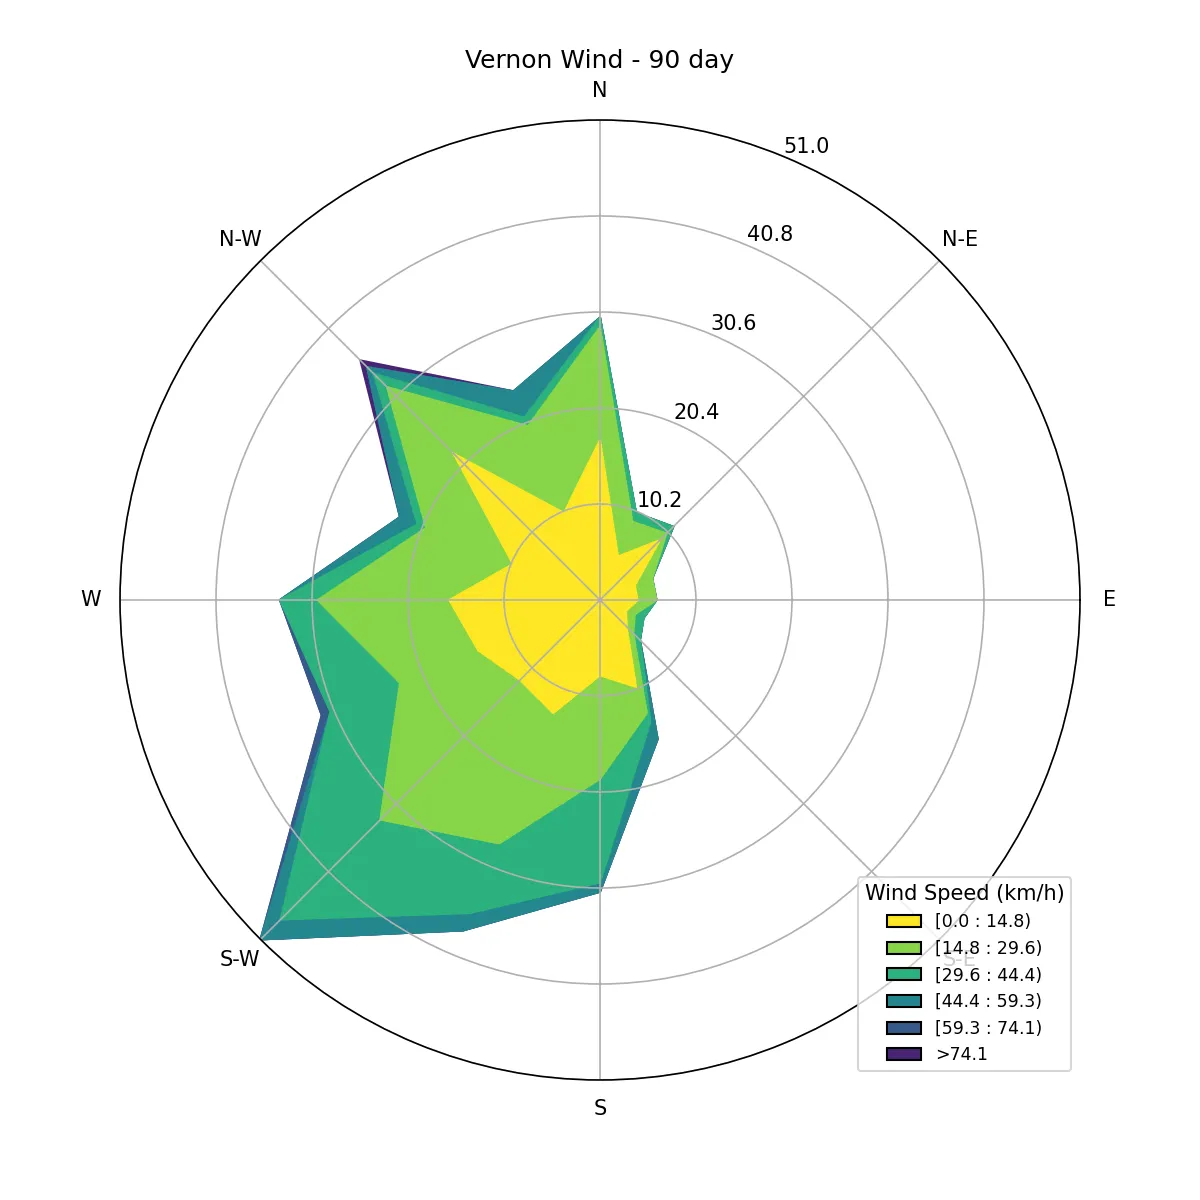 Vernon Wind - 90 day
N
51.0
N-W
40.8
N-E
30.6
20.4
10.2
W
E
S-W
S-E
S
Wind Speed (km/h)
[0.0 : 14.8)
[14.8 : 29.6)
[29.6 : 44.4)
[44.4 : 59.3)
[59.3 : 74.1)
>74.1